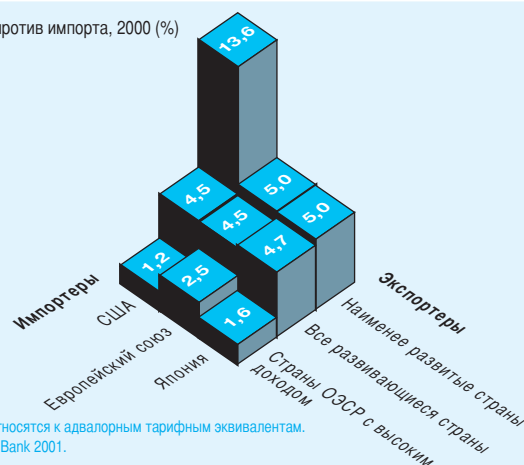 против импорта, 2000 (%)
13,6
4,5
5,0
4,5
5,0
1,2
4,7
2,5
1,6
Импортеры
США
Европейский союз
Япония
Экспортеры
Наименее развитые страны
Все развивающиеся страны
Страны ОЭСР с высоким
доходом
тносятся к адвалорным тарифным эквивалентам.
Bank 2001.